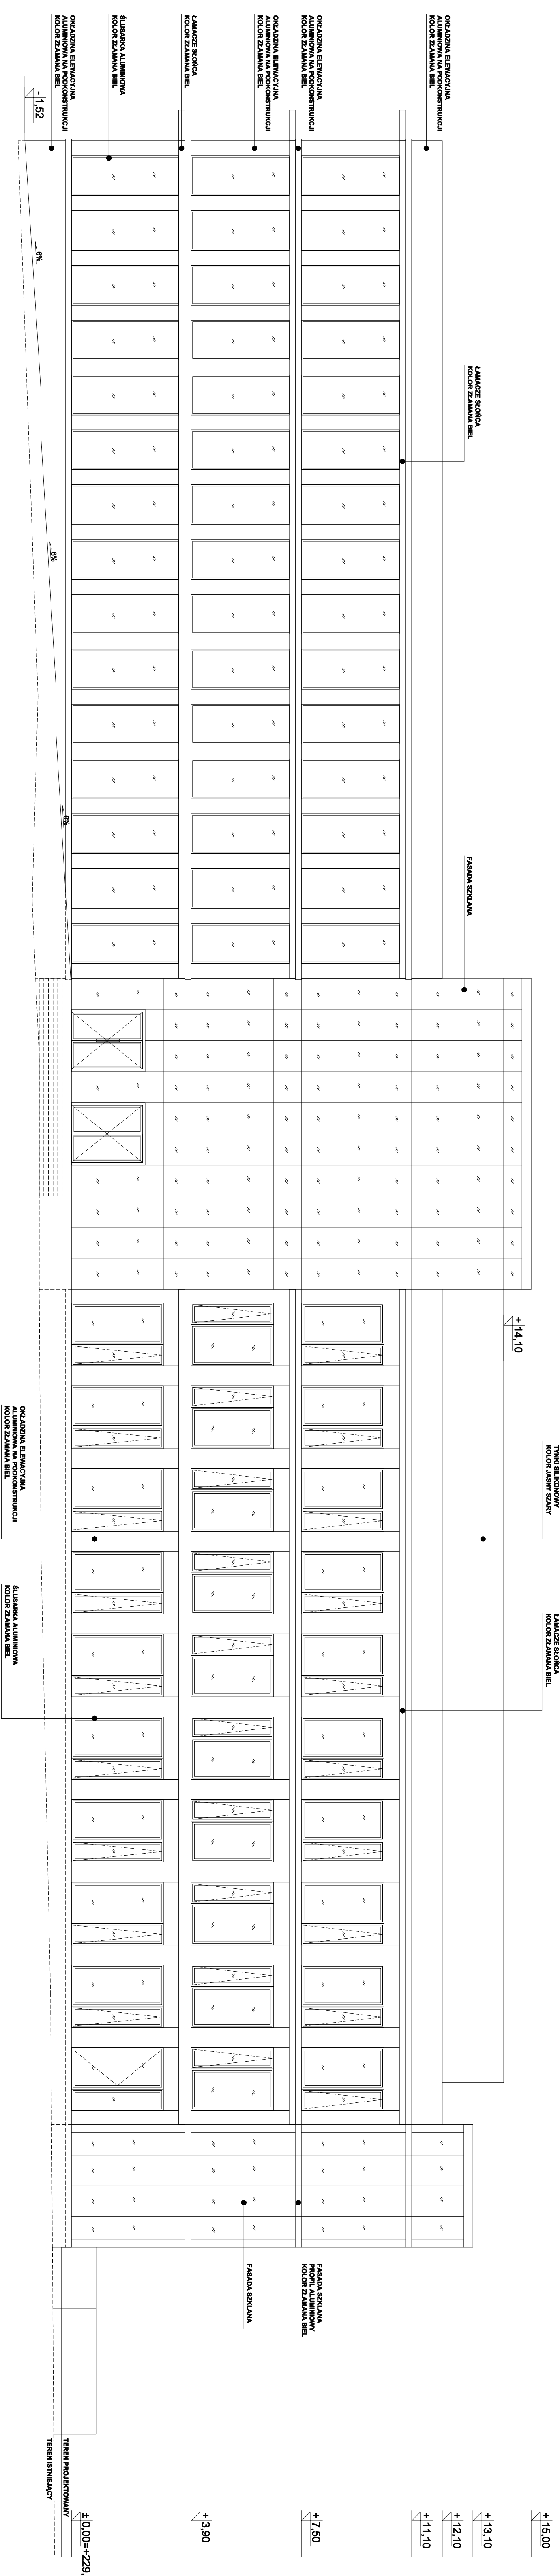 OKŁADZINA ELEWACYJNA
ALUMINIOWA NA PODKONSTRUKCJI
KOLOR ZŁAMANA BIEL
OKŁADZINA ELEWACYJNA
ALUMINIOWA NA PODKONSTRUKCJI
KOLOR ZŁAMANA BIEL
OKŁADZINA ELEWACYJNA
ALUMINIOWA NA PODKONSTRUKCJI
KOLOR ZŁAMANA BIEL
ŁAMACZE SŁOŃCA
KOLOR ZŁAMANA BIEL
ŚLUSARKA ALUMINIOWA
KOLOR ZŁAMANA BIEL
OKŁADZINA ELEWACYJNA
ALUMINIOWA NA PODKONSTRUKCJI
KOLOR ZŁAMANA BIEL
- 1,52
6%
6%
6%
ŁAMACZE SŁOŃCA
KOLOR ZŁAMANA BIEL
FASADA SZKLANA
+ 14,10
TYNKI SILIKONOWY
KOLOR JASNY SZARY
ŁAMACZE SŁOŃCA
KOLOR ZŁAMANA BIEL
OKŁADZINA ELEWACYJNA
ALUMINIOWA NA PODKONSTRUKCJI
KOLOR ZŁAMANA BIEL
ŚLUSARKA ALUMINIOWA
KOLOR ZŁAMANA BIEL
FASADA SZKLANA
PROFIL ALUMINIOWY
KOLOR ZŁAMANA BIEL
FASADA SZKLANA
TEREN PROJEKTOWANY
TEREN ISTNIEJĄCY
+ 15,00
+ 13,10
+ 12,10
+ 11,10
+ 7,50
+ 3,90
± 0,00=+229,